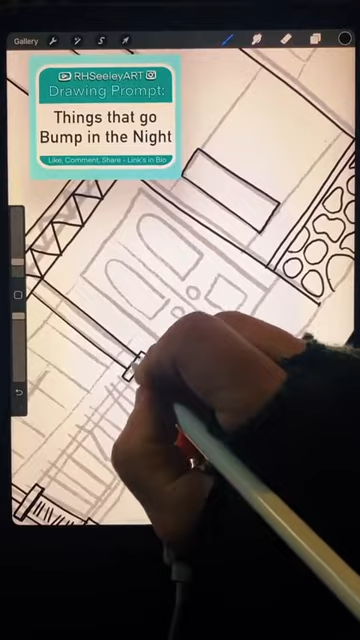 Gallery
RHSeeleyART
Drawing Prompt:
Things that go
Bump in the Night
Like, Comment, Share - Link's in Bio